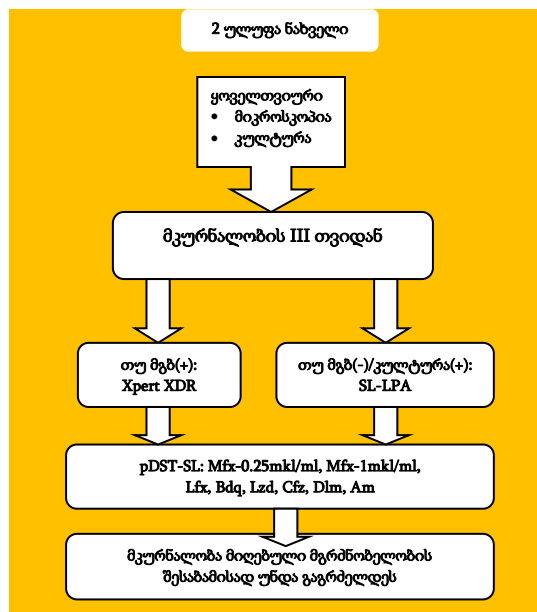 2 ულუფა ნახველი
ყოველთვიური
• მიკროსკოპია
• კულტურა
მკურნალობის III თვიდან
თუ მგბ(+):
Xpert XDR
თუ მგბ(-)/კულტურა(+):
SL-LPA
pDST-SL: Mfx-0.25mkl/ml, Mfx-1mkl/ml,
Lfx, Bdq, Lzd, Cfz, Dlm, Am
მკურნალობა მიღებული მგრძნობელობის
შესაბამისად უნდა გაგრძელდეს